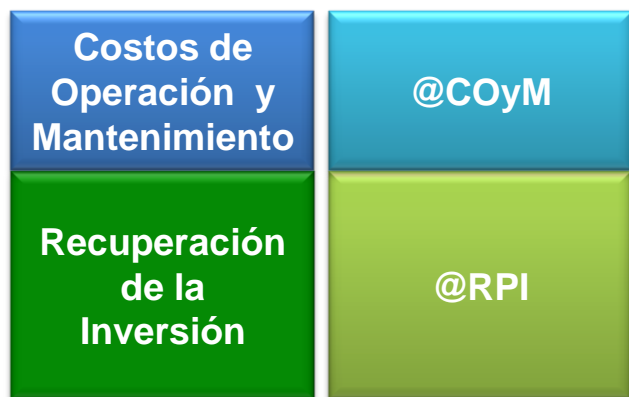 Costos de
Operación y
Mantenimiento
@COyM
Recuperación
de la
Inversión
@RPI